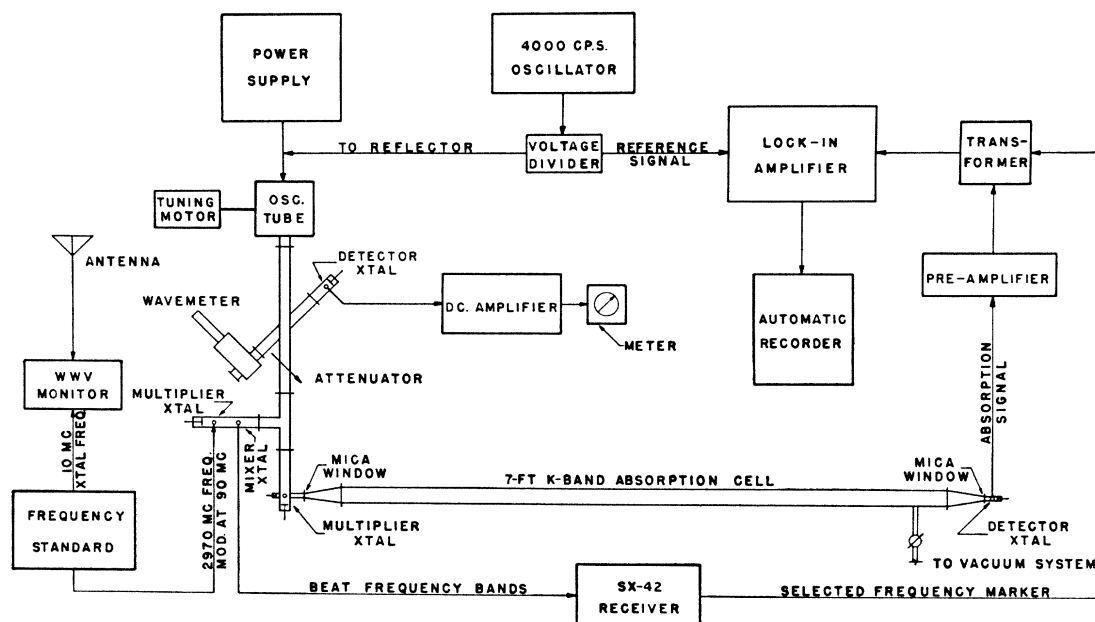 POWER
SUPPLY
4000 C.P.S.
OSCILLATOR
TO REFLECTOR
VOLTAGE
DIVIDER
REFERENCE
SIGNAL
LOCK-IN
AMPLIFIER
TRANS-
FORMER
TUNING
MOTOR
OSC.
TUBE
ANTENNA
DETECTOR
XTAL
WAVEMETER
DC. AMPLIFIER
METER
AUTOMATIC
RECORDER
PRE-AMPLIFIER
ATTENUATOR
WWV
MONITOR
MULTIPLIER
XTAL
10 MC
XTAL FREQ.
2970 MC FREQ.
MOD. AT 90 MC
MIXER
XTAL
ABSORPTION
SIGNAL
MICA
WINDOW
7-FT K-BAND ABSORPTION CELL
MICA
WINDOW
FREQUENCY
STANDARD
MULTIPLIER
XTAL
DETECTOR
XTAL
TO VACUUM SYSTEM
BEAT FREQUENCY BANDS
SX-42
RECEIVER
SELECTED FREQUENCY MARKER